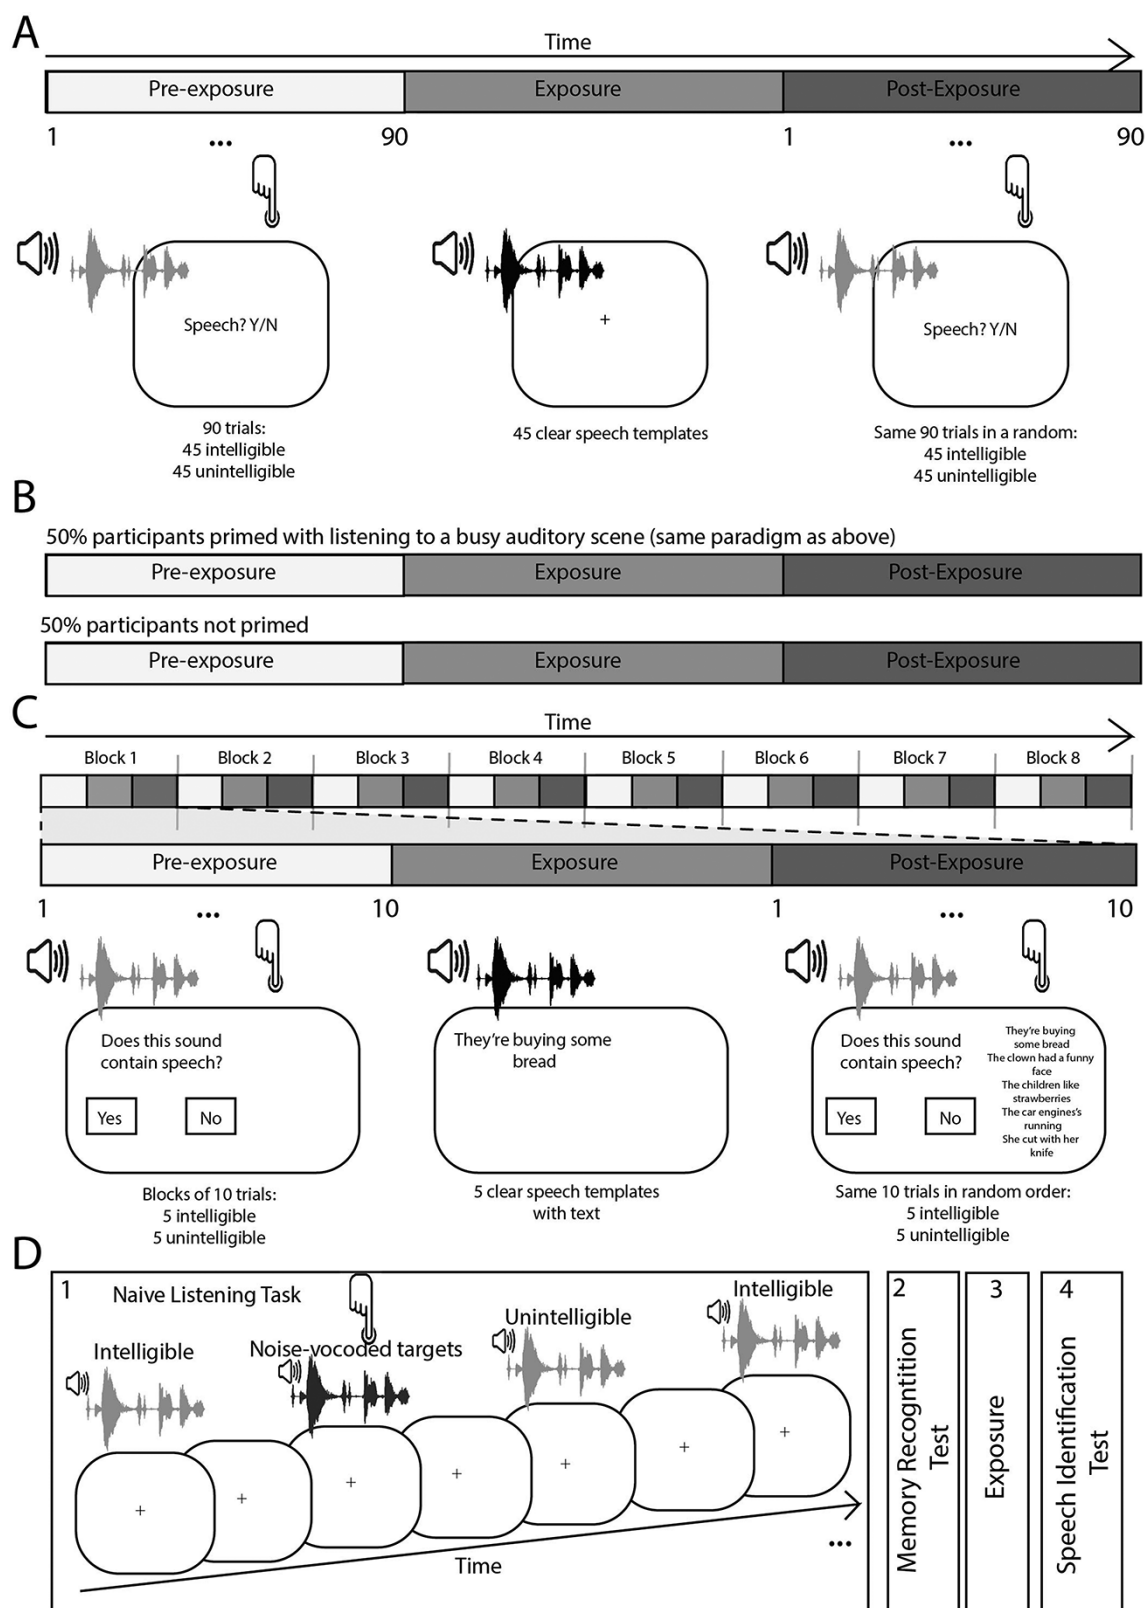 A
Time
Pre-exposure
Exposure
Post-Exposure
1
...
90
1
...
90
Speech? Y/N
+
Speech? Y/N
90 trials:
45 intelligible
45 unintelligible
45 clear speech templates
Same 90 trials in a random:
45 intelligible
45 unintelligible
B
50% participants primed with listening to a busy auditory scene (same paradigm as above)
Pre-exposure
Exposure
Post-Exposure
50% participants not primed
Pre-exposure
Exposure
Post-Exposure
C
Time
Block 1
Block 2
Block 3
Block 4
Block 5
Block 6
Block 7
Block 8
Pre-exposure
Exposure
Post-Exposure
1
...
10
1
...
10
Does this sound
contain speech?
Yes
No
They're buying some
bread
Does this sound
contain speech?
Yes
No
They're buying
some bread
The clown had a funny
face
The children like
strawberries
The car engines's
running
She cut with her
knife
Blocks of 10 trials:
5 intelligible
5 unintelligible
5 clear speech templates
with text
Same 10 trials in random order:
5 intelligible
5 unintelligible
D
1
Naive Listening Task
Intelligible
Noise-vocoded targets
Unintelligible
Intelligible
+
+
+
+
+
+
+
Time
...
2
Memory Recogntition
Test
3
Exposure
4
Speech Identification
Test